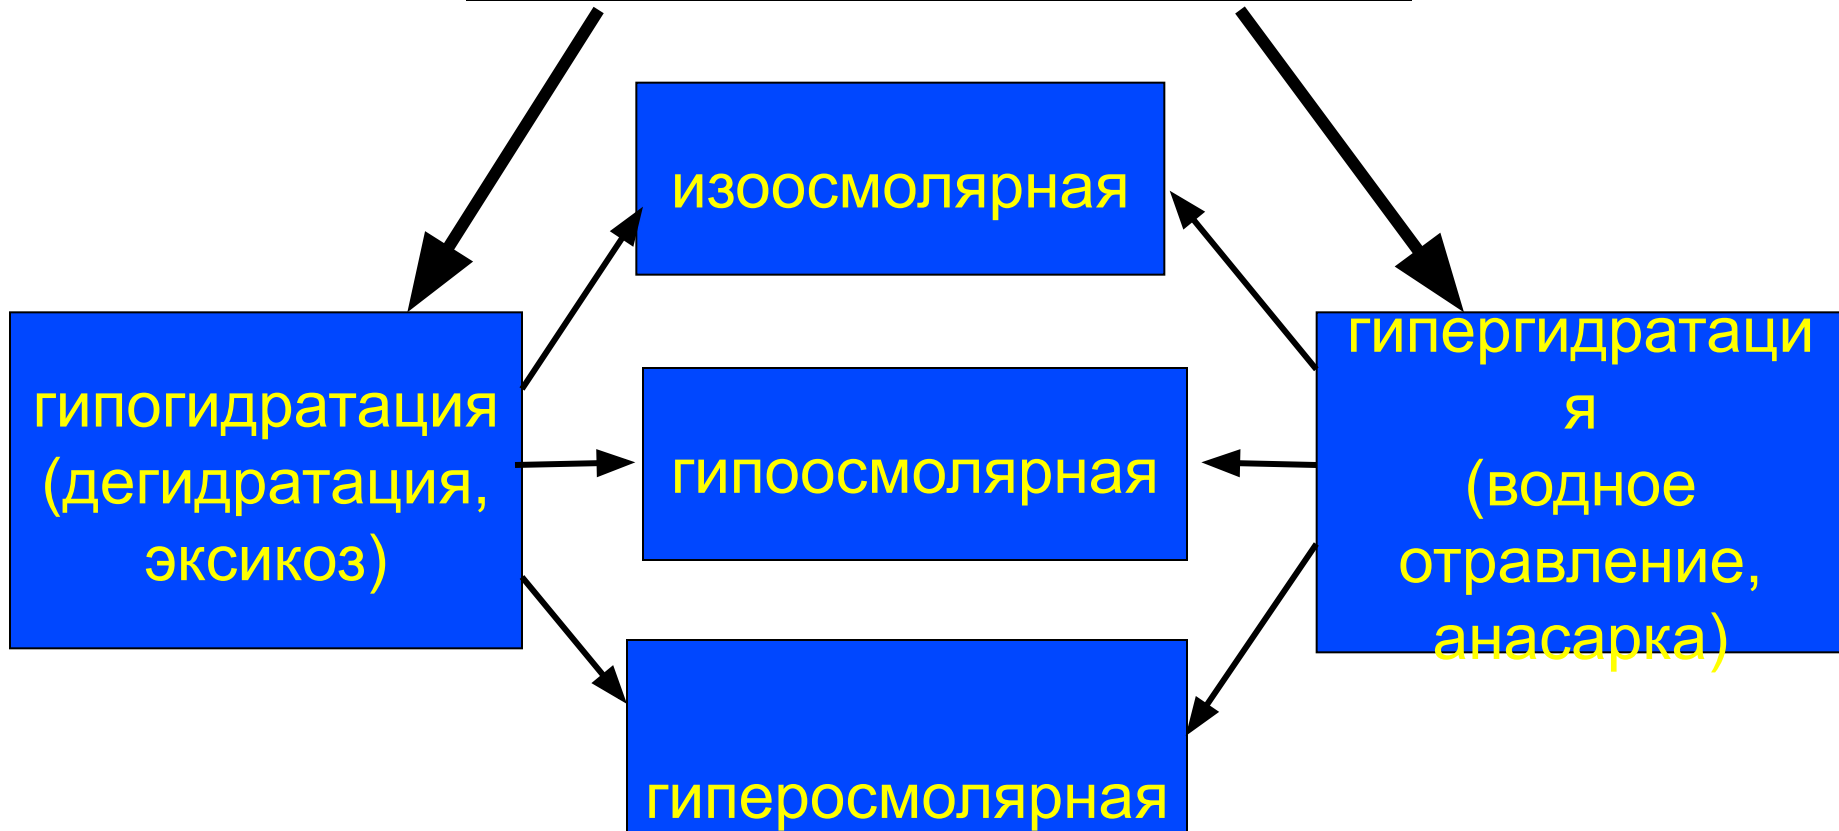 изоосмолярная
гипогидратация
(дегидратация,
эксикоз)
гипоосмолярная
гипергидратаци
я
(водное
отравление,
анасарка)
гиперосмолярная